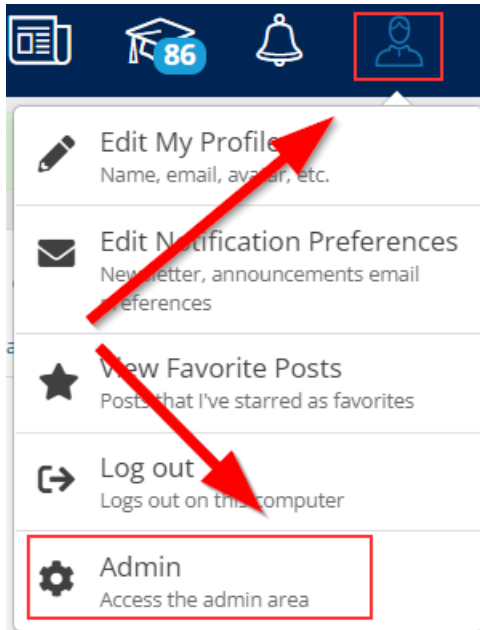 86
Edit My Profile
Name, email, avatar, etc.
Edit Notification Preferences
Newsletter, announcements email
preferences
View Favorite Posts
Posts that I've starred as favorites
Log out
Logs out on this computer
Admin
Access the admin area